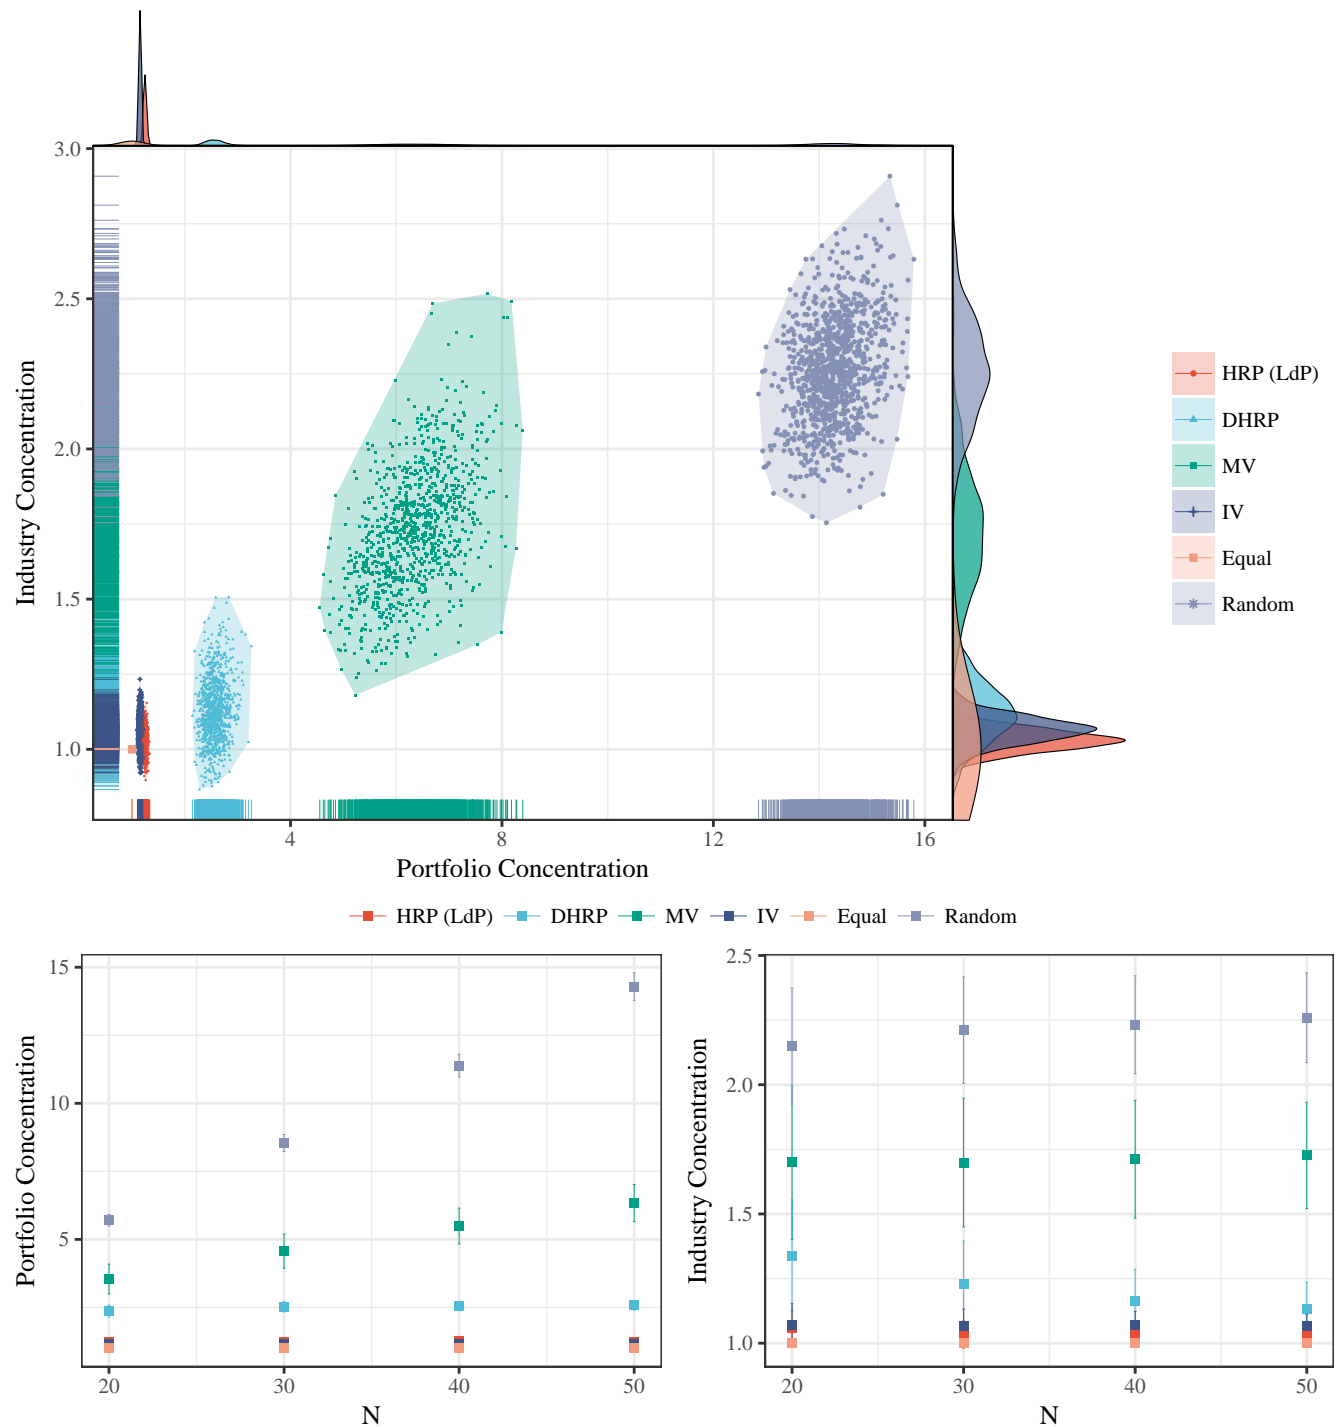 3.0
2.5
2.0
1.5
1.0
Industry Concentration
4
8
12
16
Portfolio Concentration
HRP (LdP)
DHRP
MV
IV
Equal
Random
HRP (LdP) DHRP MV IV Equal Random
15
10
5
Portfolio Concentration
20
30
40
50
N
2.5
2.0
1.5
1.0
Industry Concentration
20
30
40
50
N